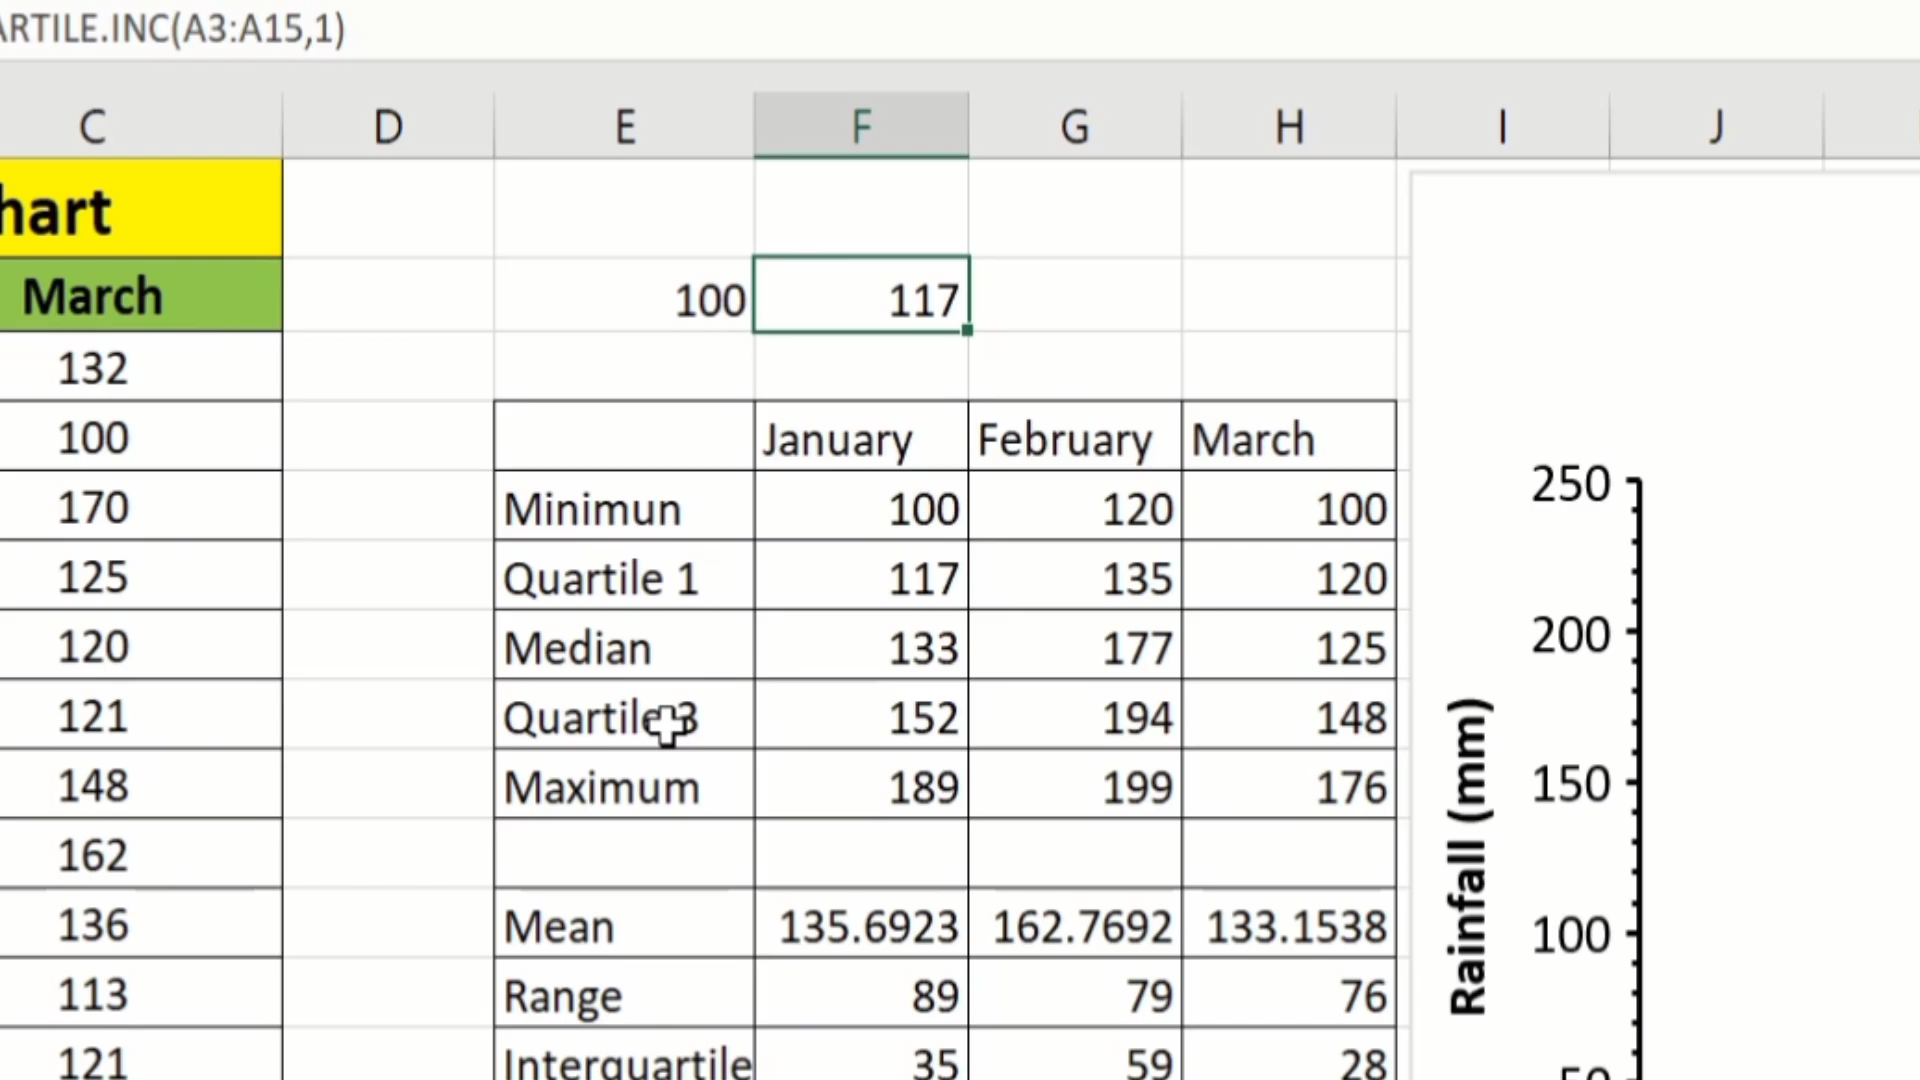 ARTILE.INC(A3:A15,1)
C D E F G H I J
hart
March 100 117
132
100 January February March
170 Minimun 100 120 100
125 Quartile 1 117 135 120
120 Median 133 177 125
121 Quartile 3 152 194 148
148 Maximum 189 199 176
162
136 Mean 135.6923 162.7692 133.1538
113 Range 89 79 76
121 Interquartile 35 59 28
250
200
150
100
50
Rainfall (mm)